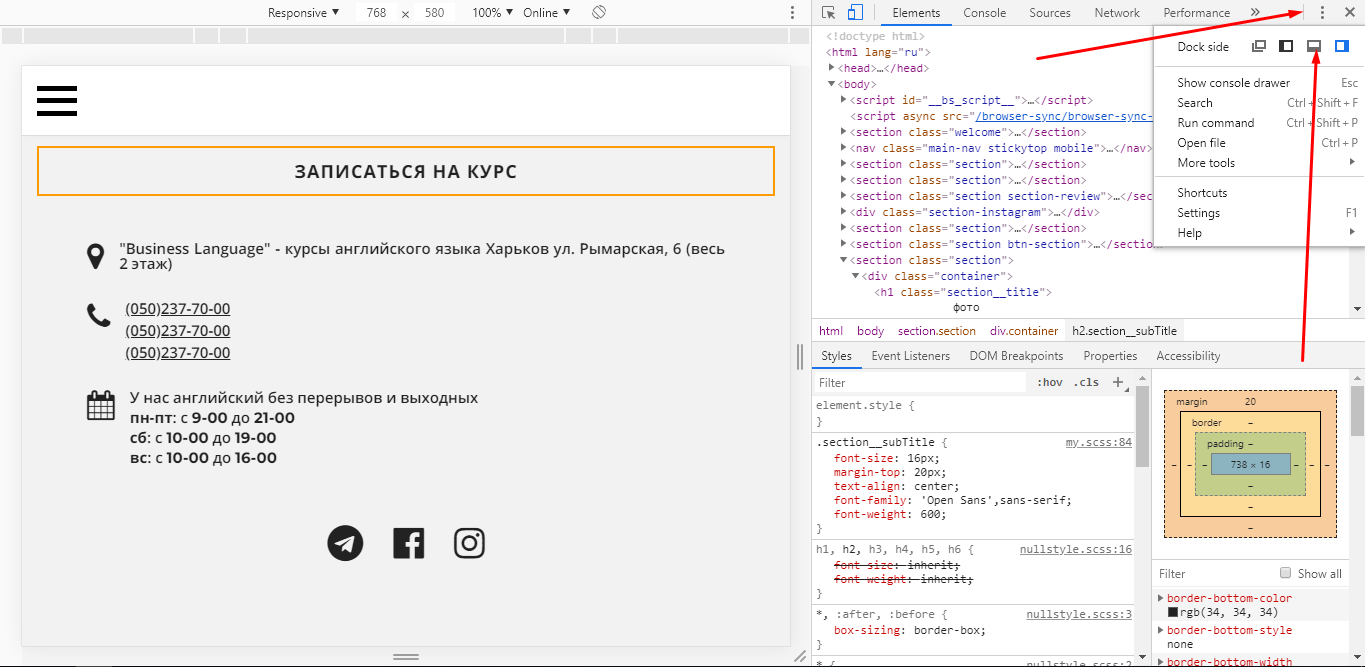 Responsive ▼ 768 × 580 100% ▼ Online ▼
Elements Console Sources Network Performance »
ЗАПИСАТЬСЯ НА КУРС
"Business Language" - курсы английского языка Харьков ул. Рымарская, 6 (весь
2 этаж)
(050)237-70-00
(050)237-70-00
(050)237-70-00
У нас английский без перерывов и выходных
пн-пт: с 9-00 до 21-00
сб: с 10-00 до 19-00
вс: с 10-00 до 16-00
<!doctype html>
<html lang="ru">
<head>…</head>
<body>
<script id="__bs_script__">…</script>
<script async src="/browser-sync/browser-sync-
<section class="welcome">…</section>
<nav class="main-nav stickytop mobile">…</nav>
<section class="section">…</section>
<section class="section">…</section>
<section class="section section-review">…</sec
<div class="section-instagram">…</div>
<section class="section">…</section>
<section class="section btn-section">…</section>
<section class="section">
<div class="container">
<h1 class="section__title">
фото
Dock side
Show console drawer Esc
Search Ctrl + Shift + F
Run command Ctrl + Shift + P
Open file Ctrl + P
More tools
Shortcuts
Settings F1
Help
html body section.section div.container h2.section__subTitle
Styles Event Listeners DOM Breakpoints Properties Accessibility
Filter :hov .cls +
element.style {
}
.section__subTitle { my.scss:84
font-size: 16px;
margin-top: 20px;
text-align: center;
font-family: 'Open Sans',sans-serif;
font-weight: 600;
}
h1, h2, h3, h4, h5, h6 { nullstyle.scss:16
font-size: inherit;
font-weight: inherit;
}
*, :after, :before { nullstyle.scss:3
box-sizing: border-box;
}
* { nullstyle.scss:2
margin 20
border –
padding –
– – – 738 × 16 – – –
–
–
–
Filter Show all
border-bottom-color
rgb(34, 34, 34)
border-bottom-style
none
border-bottom-width